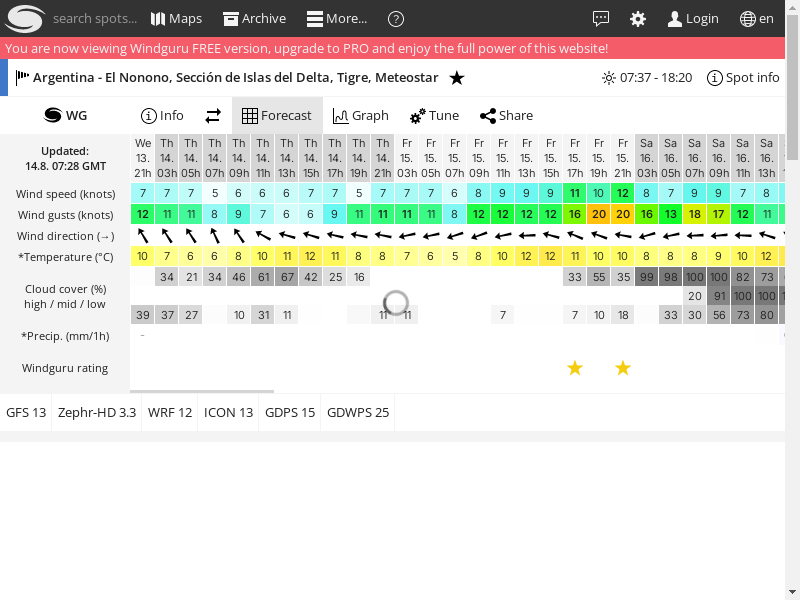 search spots...
Maps
Archive
More...
Login
en
You are now viewing Windguru FREE version, upgrade to PRO and enjoy the full power of this website!
Argentina - El Nonono, Sección de Islas del Delta, Tigre, Meteostar
07:37 - 18:20
Spot info
WG
Info
Forecast
Graph
Tune
Share
Updated:
14.8. 07:28 GMT
We Th Th Th Th Th Th Th Th Th Th Fr Fr Fr Fr Fr Fr Fr Fr Fr Fr Sa Sa Sa Sa Sa Sa
13. 14. 14. 14. 14. 14. 14. 14. 14. 14. 14. 15. 15. 15. 15. 15. 15. 15. 15. 15. 15. 16. 16. 16. 16. 16. 16.
21h 03h 05h 07h 09h 11h 13h 15h 17h 19h 21h 03h 05h 07h 09h 11h 13h 15h 17h 19h 21h 03h 05h 07h 09h 11h 13h
Wind speed (knots) 7 7 7 5 6 6 6 7 7 5 7 7 7 6 8 9 9 9 11 10 12 8 7 9 9 7 8
Wind gusts (knots) 12 11 11 8 9 7 6 6 9 11 11 11 11 8 12 12 12 12 16 20 20 16 13 18 17 12 11
Wind direction (→)
*Temperature (°C) 10 7 6 6 8 10 11 12 11 8 8 7 6 5 8 10 12 12 11 10 10 8 8 8 9 10 12
Cloud cover (%)
high / mid / low
34 21 34 46 61 67 42 25 16 33 55 35 99 98 100 100 82 73
20 91 100 100
39 37 27 10 31 11 11 11 7 7 10 18 33 30 56 73 80
*Precip. (mm/1h) -
Windguru rating
GFS 13
Zephr-HD 3.3
WRF 12
ICON 13
GDPS 15
GDWPS 25